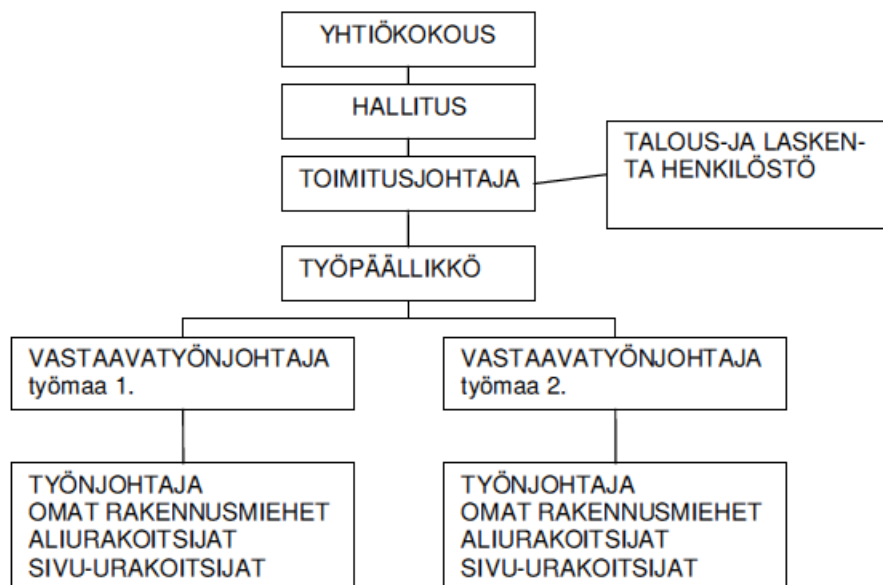 YHTIÖKOKOUS
HALLITUS
TOIMITUSJOHTAJA
TALOUS-JA LASKEN-
TA HENKILÖSTÖ
TYÖPÄÄLLIKKÖ
VASTAAVATYÖNJOHTAJA
työmaa 1.
VASTAAVATYÖNJOHTAJA
työmaa 2.
TYÖNJOHTAJA
OMAT RAKENNUSMIEHET
ALIURAKOITSIJAT
SIVU-URAKOITSIJAT
TYÖNJOHTAJA
OMAT RAKENNUSMIEHET
ALIURAKOITSIJAT
SIVU-URAKOITSIJAT